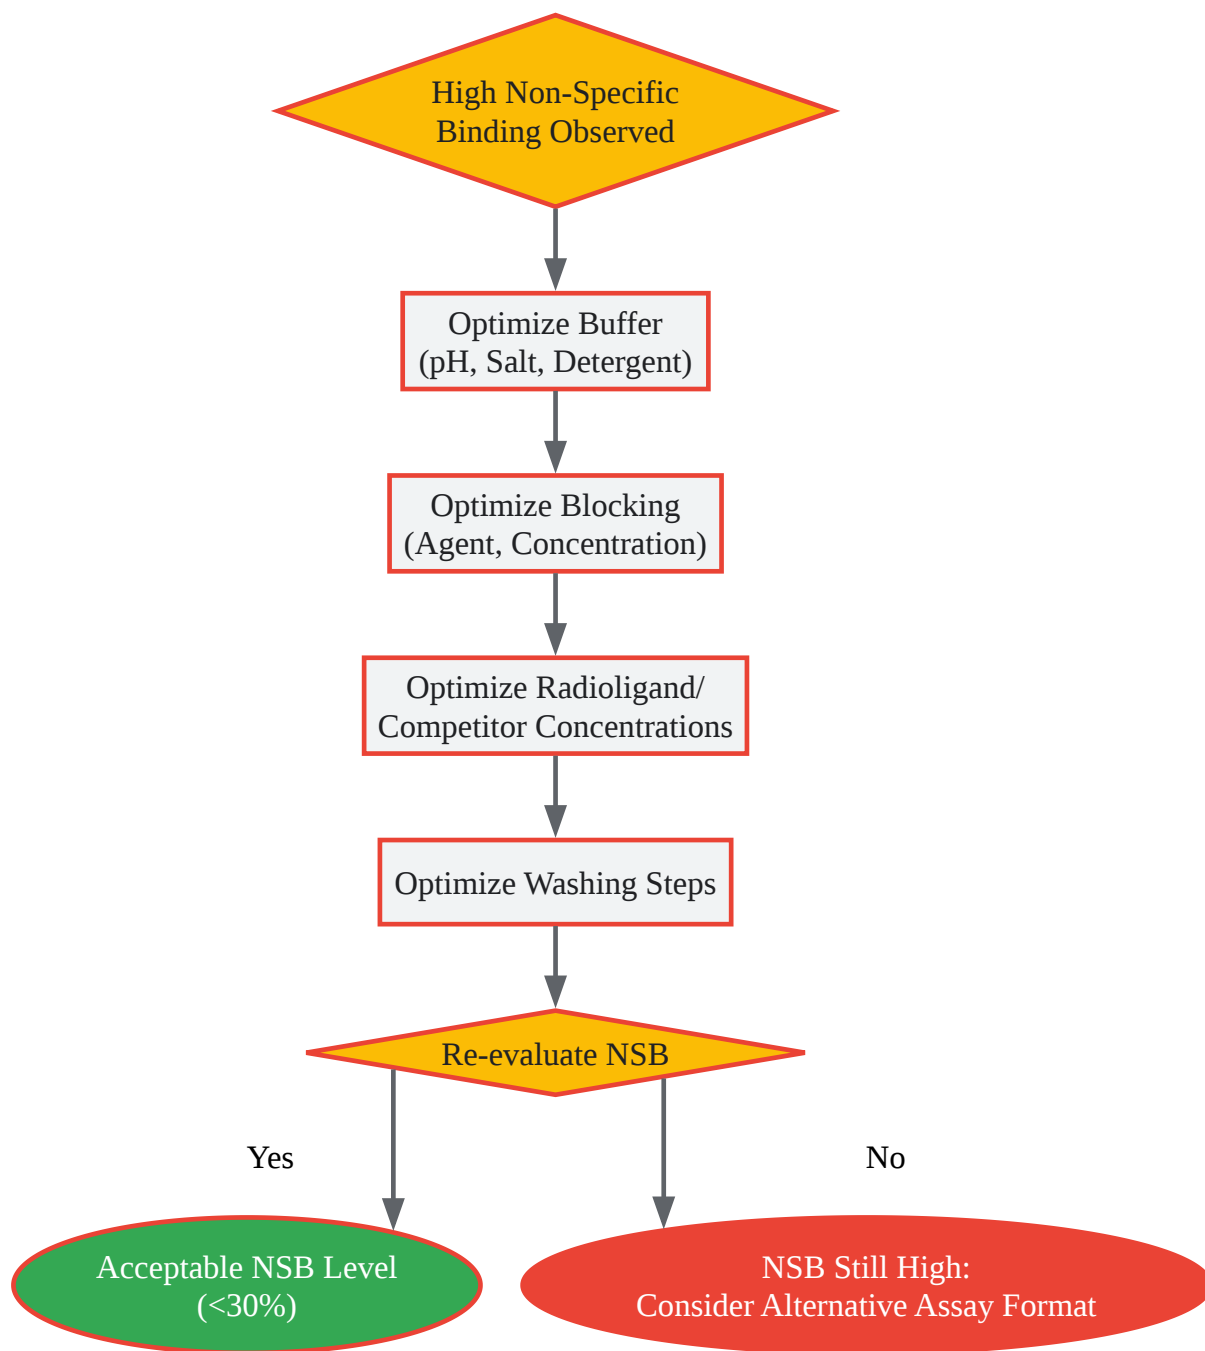 High Non-Specific
Binding Observed
Optimize Buffer
(pH, Salt, Detergent)
Optimize Blocking
(Agent, Concentration)
Optimize Radioligand/
Competitor Concentrations
Optimize Washing Steps
Re-evaluate NSB
Yes
No
Acceptable NSB Level
(<30%)
NSB Still High:
Consider Alternative Assay Format